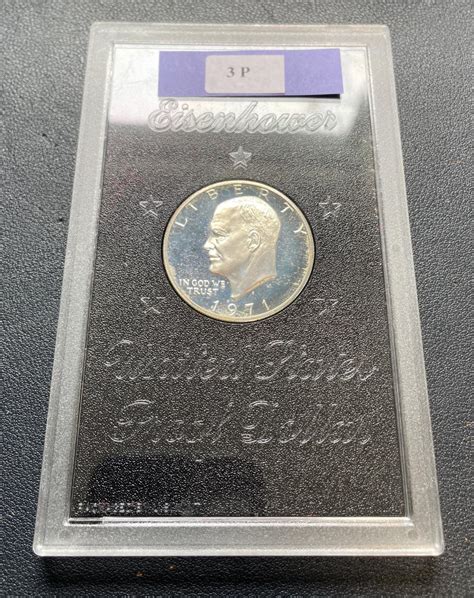 3 P
Eisenhower
LIBERTY
IN GOD WE
TRUST
1971
United States
Proof Dollar